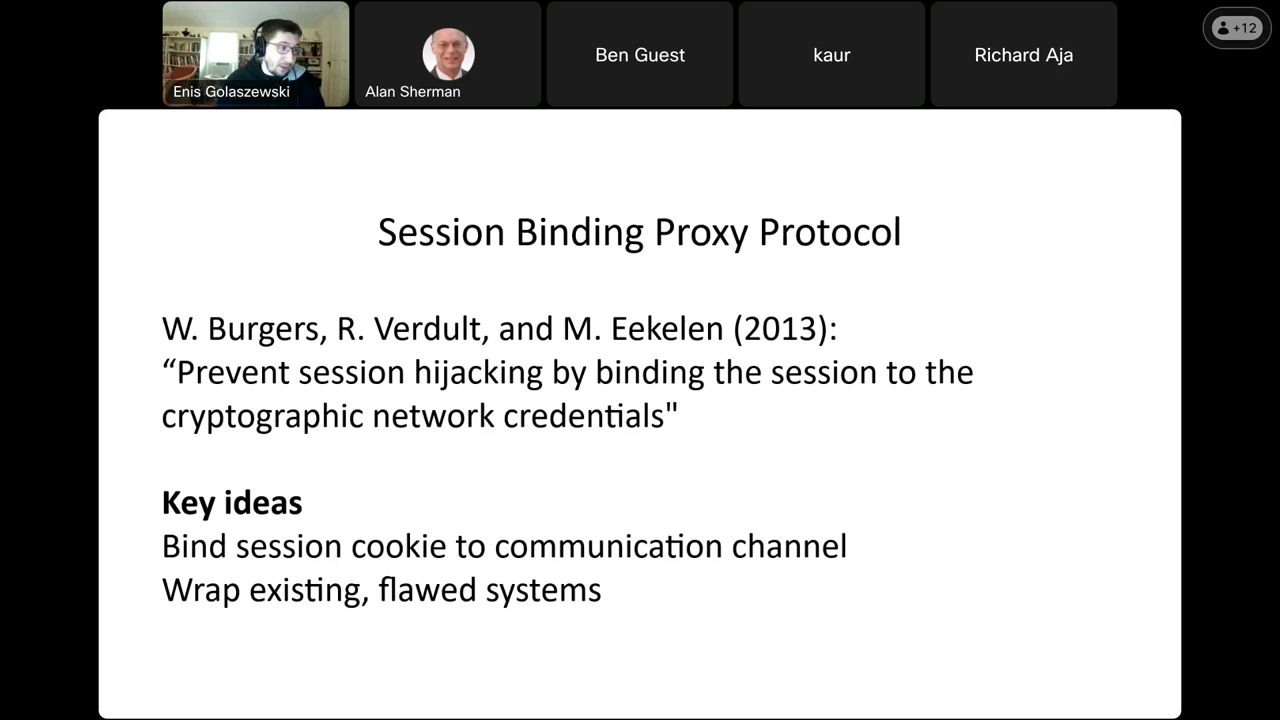 Enis Golaszewski
Alan Sherman
Ben Guest
kaur
Richard Aja
+12
Session Binding Proxy Protocol
W. Burgers, R. Verdult, and M. Eekelen (2013):
“Prevent session hijacking by binding the session to the
cryptographic network credentials"
Key ideas
Bind session cookie to communication channel
Wrap existing, flawed systems